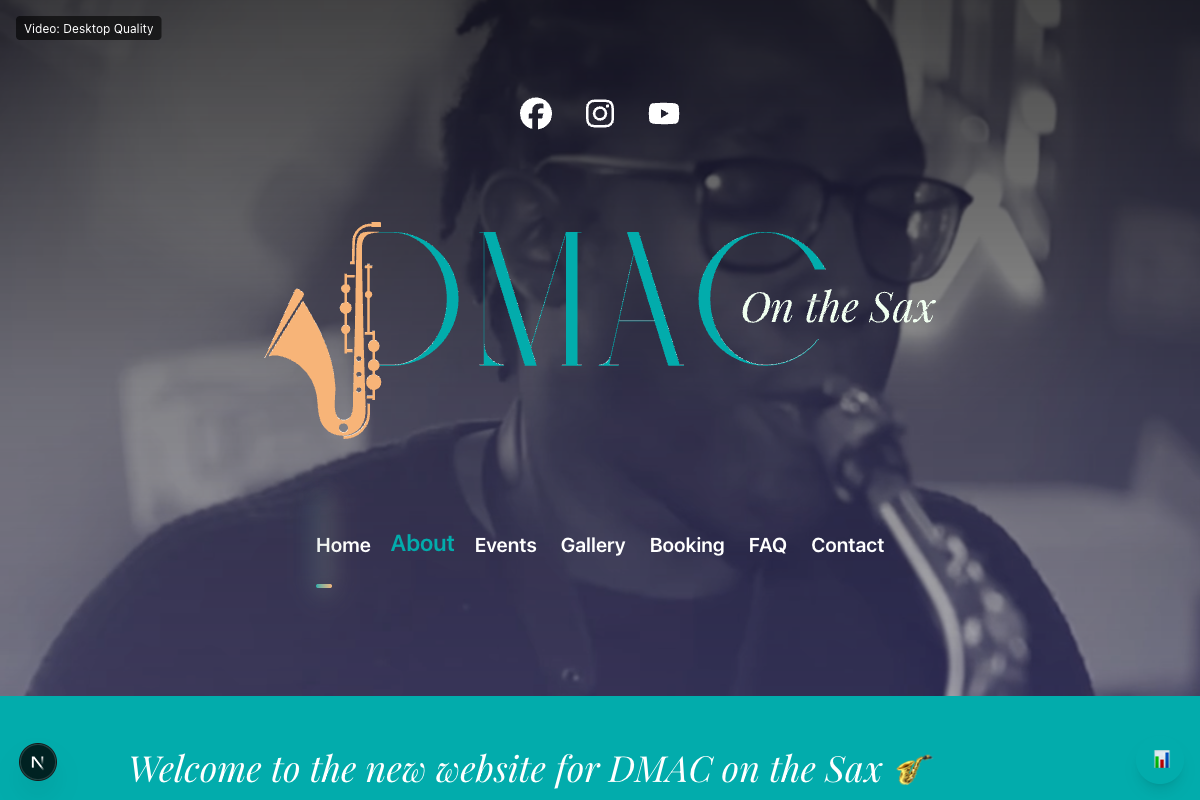 Video: Desktop Quality
DMAC
On the Sax
Home About Events Gallery Booking FAQ Contact
Welcome to the new website for DMAC on the Sax 🎷
N